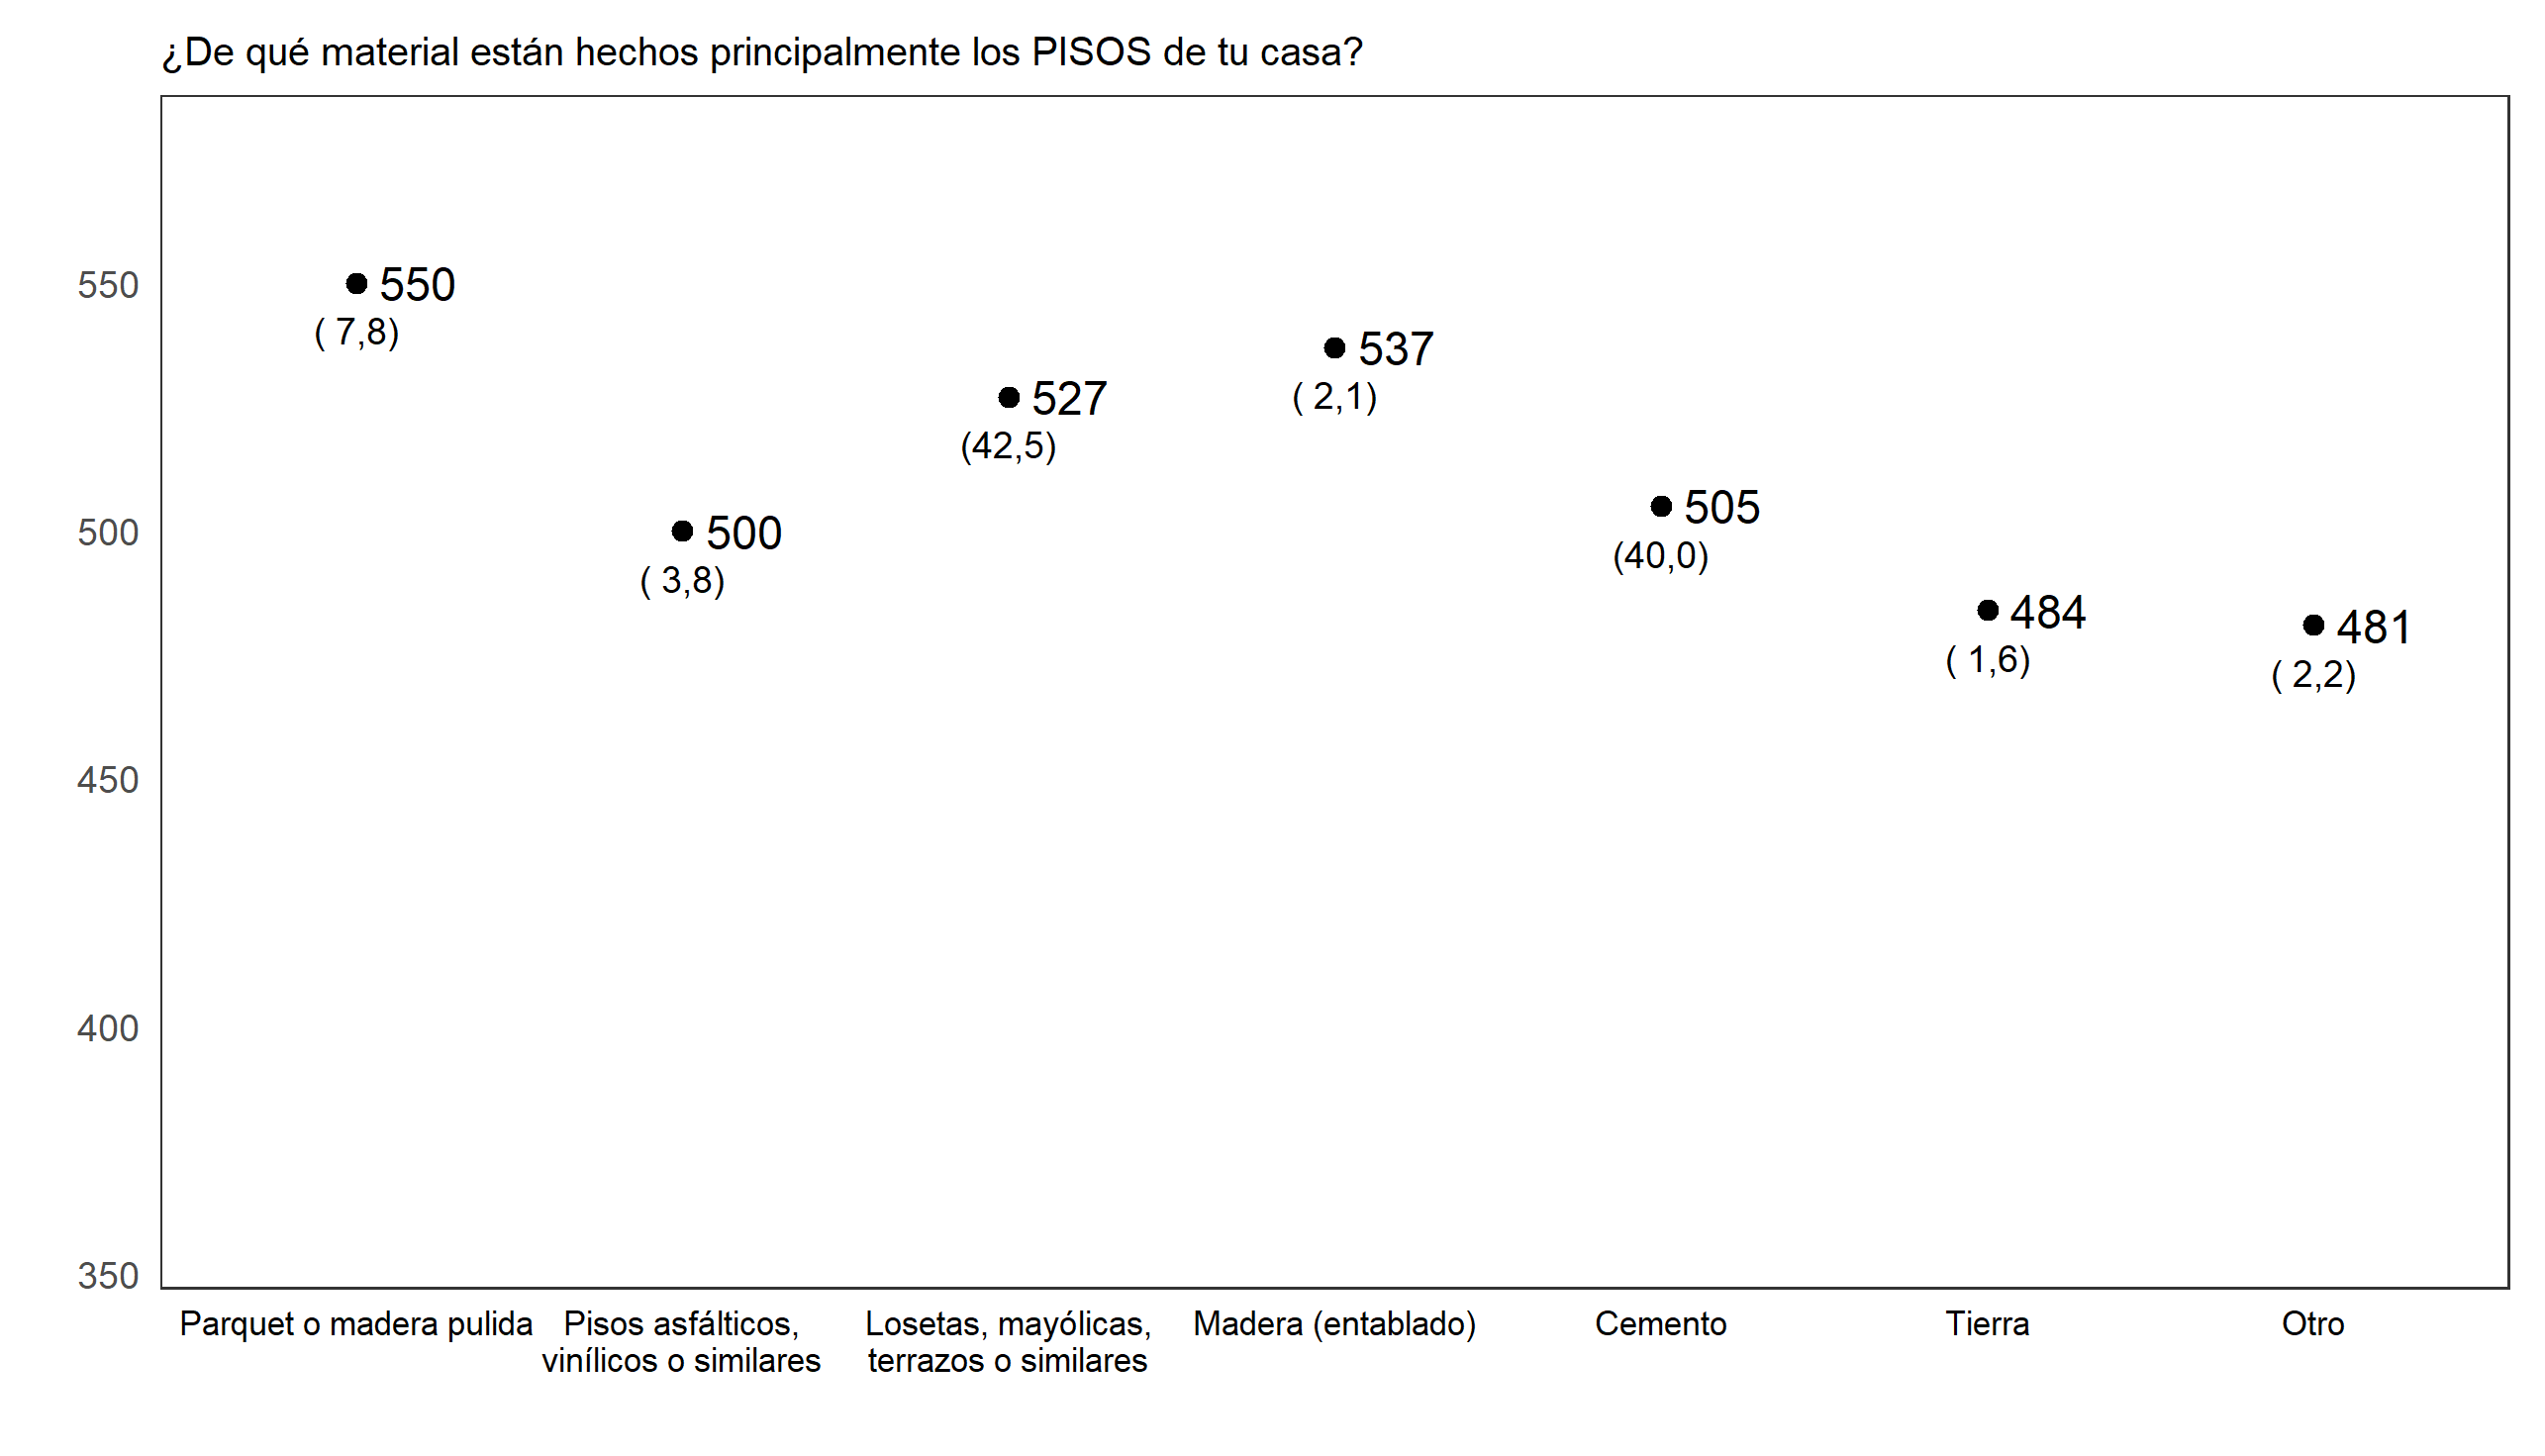 ¿De qué material están hechos principalmente los PISOS de tu casa?
550
500
450
400
350
550
( 7,8)
500
( 3,8)
527
(42,5)
537
( 2,1)
505
(40,0)
484
( 1,6)
481
( 2,2)
Parquet o madera pulida
Pisos asfálticos,
vinílicos o similares
Losetas, mayólicas,
terrazos o similares
Madera (entablado)
Cemento
Tierra
Otro